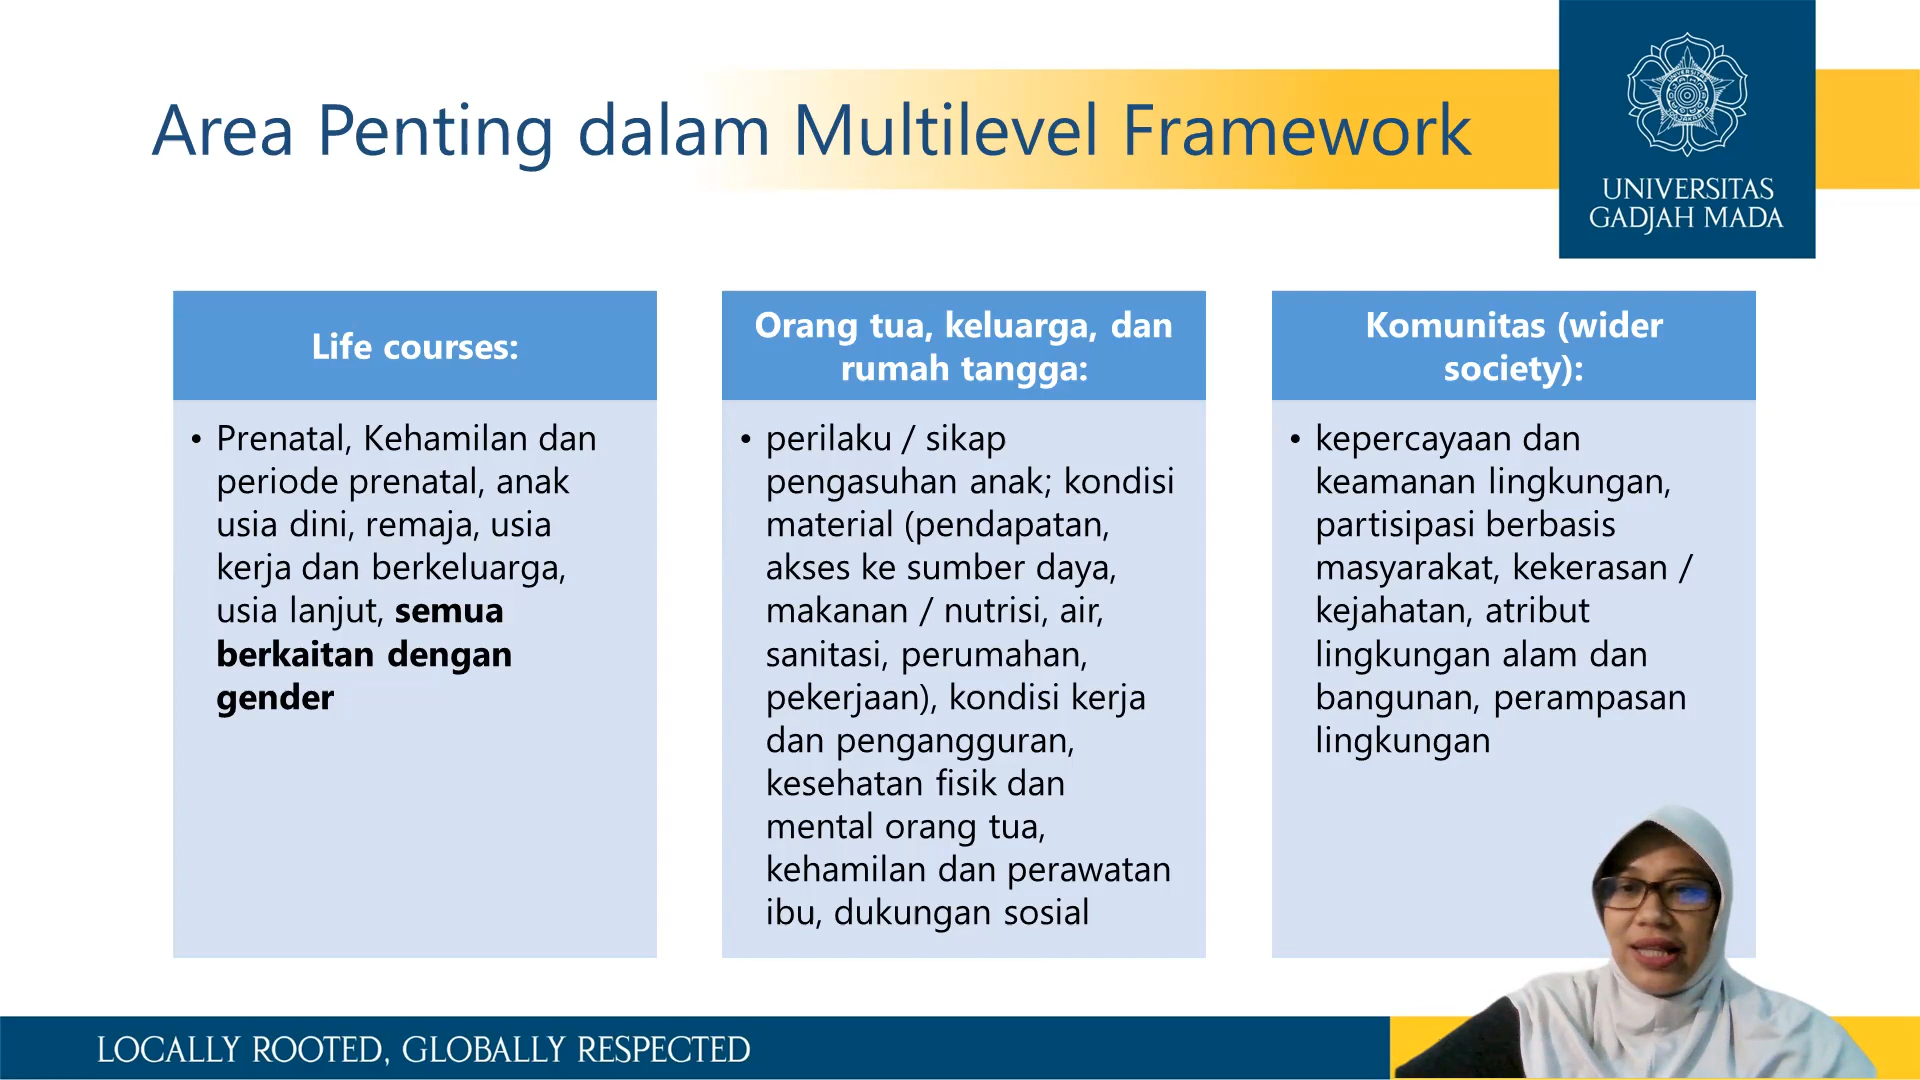 Area Penting dalam Multilevel Framework
UNIVERSITAS
GADJAH MADA
Life courses:
• Prenatal, Kehamilan dan
periode prenatal, anak
usia dini, remaja, usia
kerja dan berkeluarga,
usia lanjut, semua
berkaitan dengan
gender
Orang tua, keluarga, dan
rumah tangga:
• perilaku / sikap
pengasuhan anak; kondisi
material (pendapatan,
akses ke sumber daya,
makanan / nutrisi, air,
sanitasi, perumahan,
pekerjaan), kondisi kerja
dan pengangguran,
kesehatan fisik dan
mental orang tua,
kehamilan dan perawatan
ibu, dukungan sosial
Komunitas (wider
society):
• kepercayaan dan
keamanan lingkungan,
partisipasi berbasis
masyarakat, kekerasan /
kejahatan, atribut
lingkungan alam dan
bangunan, perampasan
lingkungan
LOCALLY ROOTED, GLOBALLY RESPECTED